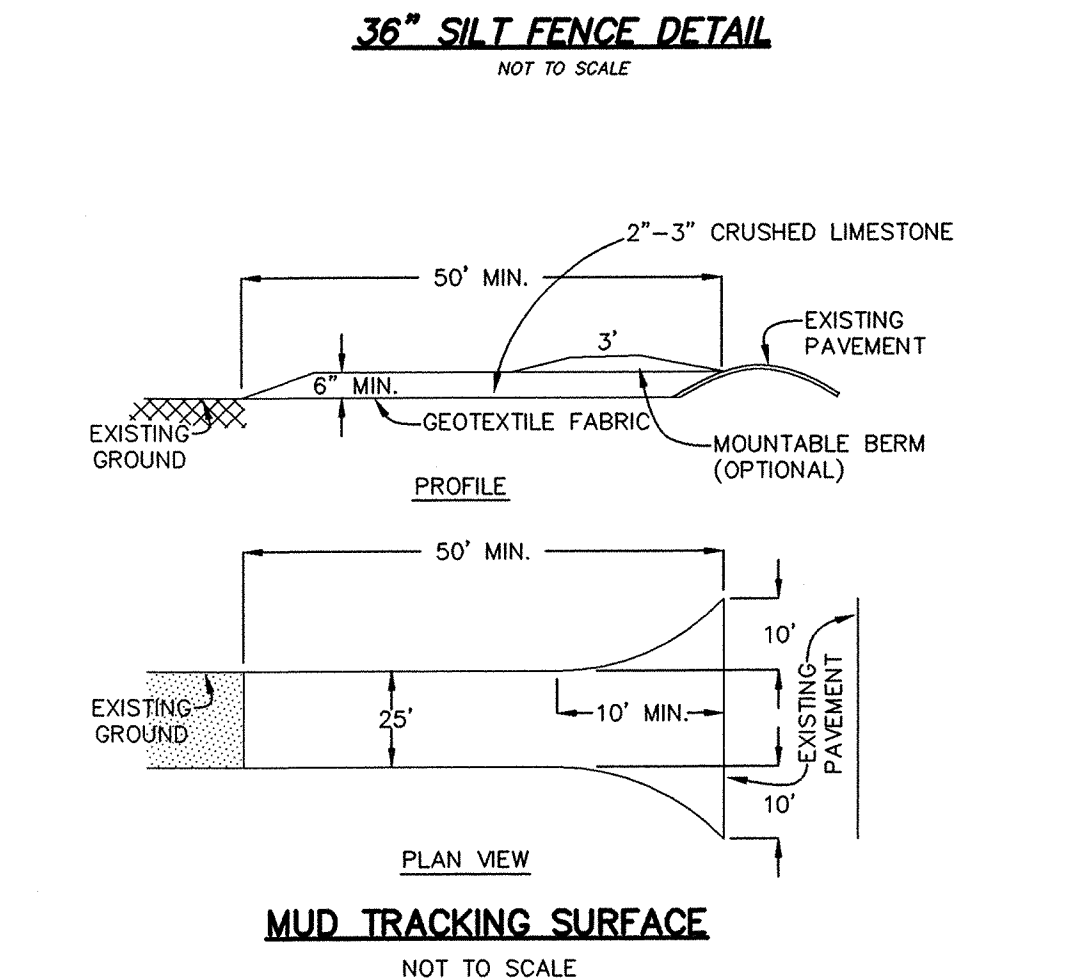 36" SILT FENCE DETAIL
NOT TO SCALE
2"-3" CRUSHED LIMESTONE
50' MIN.
EXISTING
PAVEMENT
3'
6" MIN.
GEOTEXTILE FABRIC
EXISTING
GROUND
MOUNTABLE BERM
(OPTIONAL)
PROFILE
50' MIN.
10'
EXISTING
PAVEMENT
EXISTING
GROUND
25'
10' MIN.
10'
PLAN VIEW
MUD TRACKING SURFACE
NOT TO SCALE